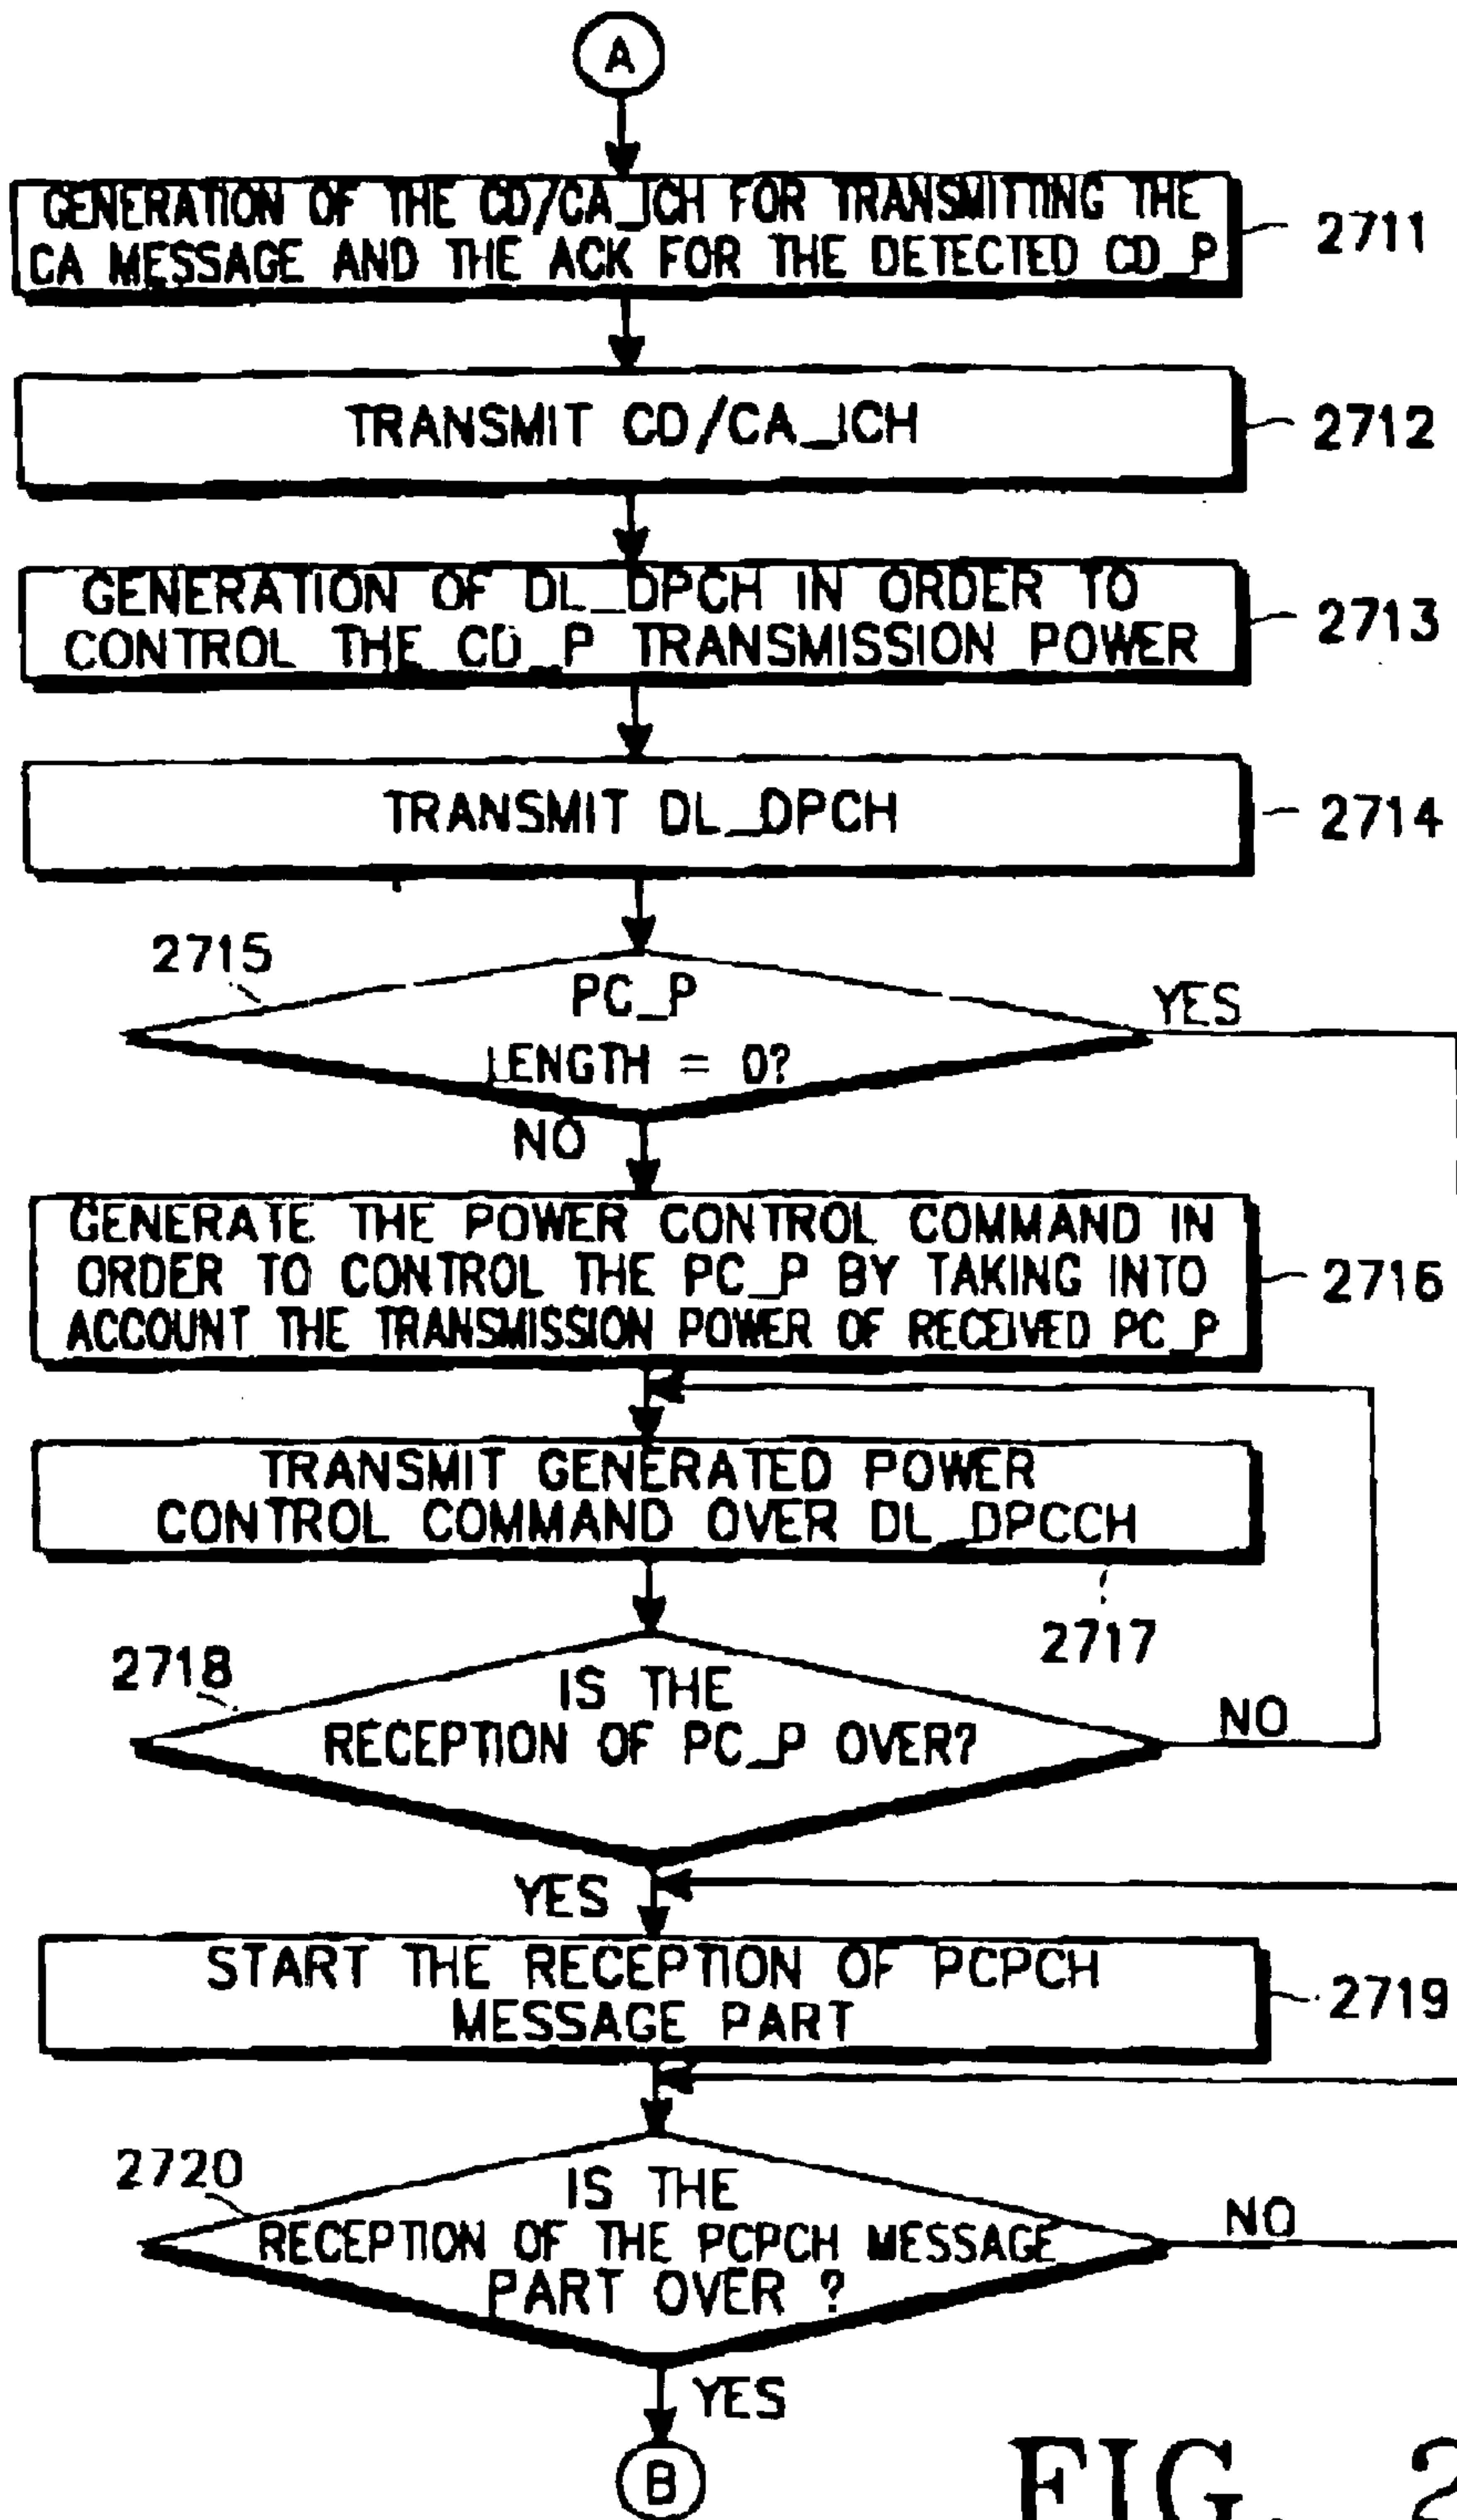 A
GENERATION OF THE CD/CA_ICH FOR TRANSMITTING THE
CA MESSAGE AND THE ACK FOR THE DETECTED CD_P
2711
TRANSMIT CD/CA_ICH
2712
GENERATION OF DL_DPCH IN ORDER TO
CONTROL THE CD_P TRANSMISSION POWER
2713
TRANSMIT DL_DPCH
2714
2715
PC_P
LENGTH = 0?
YES
NO
GENERATE THE POWER CONTROL COMMAND IN
ORDER TO CONTROL THE PC_P BY TAKING INTO
ACCOUNT THE TRANSMISSION POWER OF RECEIVED PC_P
2716
TRANSMIT GENERATED POWER
CONTROL COMMAND OVER DL_DPCCH
2717
2718
IS THE
RECEPTION OF PC_P OVER?
NO
YES
START THE RECEPTION OF PCPCH
MESSAGE PART
2719
2720
IS THE
RECEPTION OF THE PCPCH MESSAGE
PART OVER ?
NO
YES
B
FIG. 2